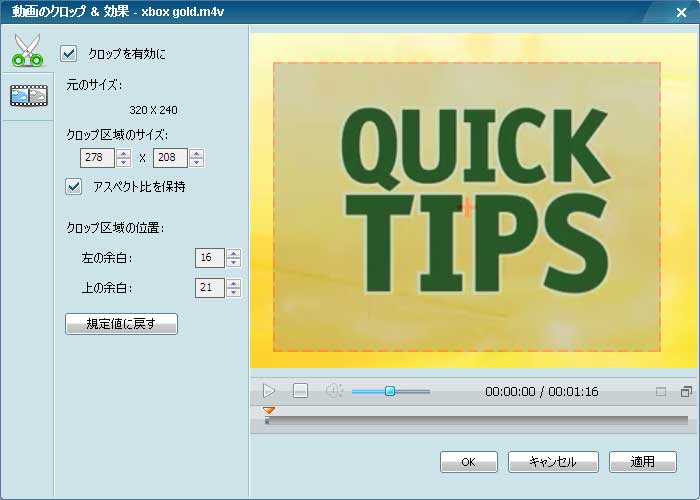 動画のクロップ & 効果 - xbox gold.m4v
クロップを有効に
元のサイズ:
320 X 240
クロップ区域のサイズ:
278 X 208
アスペクト比を保持
クロップ区域の位置:
左の余白: 16
上の余白: 21
規定値に戻す
QUICK
TIPS
00:00:00 / 00:01:16
OK キャンセル 適用